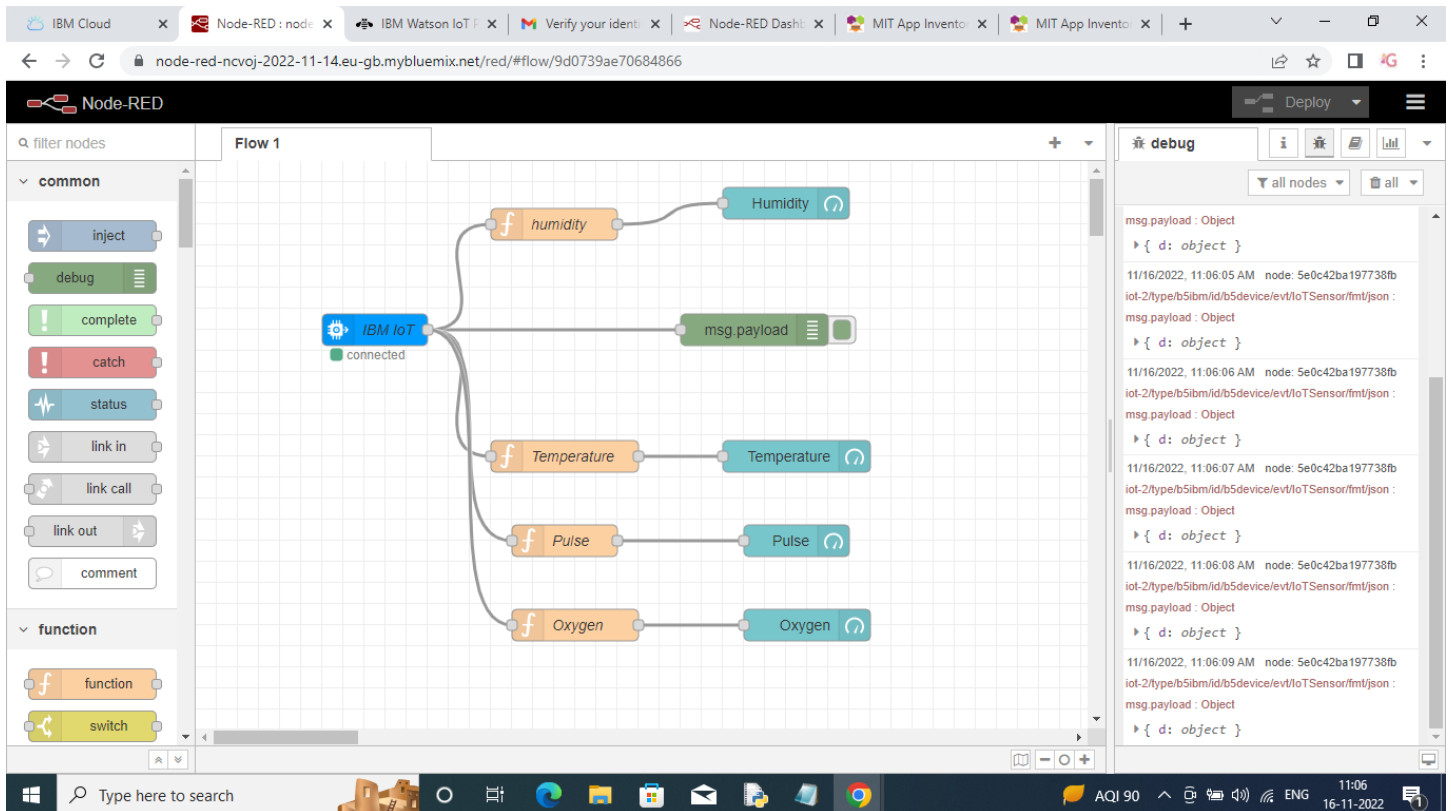 IBM Cloud
Node-RED : node
IBM Watson IoT P
Verify your identi
Node-RED Dashb
MIT App Invento
MIT App Invento
node-red-ncvoj-2022-11-14.eu-gb.mybluemix.net/red/#flow/9d0739ae70684866
Node-RED
Deploy
filter nodes
Flow 1
debug
common
all nodes
all
inject
debug
complete
catch
status
link in
link call
link out
comment
function
function
switch
humidity
Humidity
IBM IoT
connected
msg.payload
Temperature
Temperature
Pulse
Pulse
Oxygen
Oxygen
msg.payload : Object
{ d: object }
11/16/2022, 11:06:05 AM node: 5e0c42ba197738fb
iot-2/type/b5ibm/id/b5device/evt/IoTSensor/fmt/json :
msg.payload : Object
{ d: object }
11/16/2022, 11:06:06 AM node: 5e0c42ba197738fb
iot-2/type/b5ibm/id/b5device/evt/IoTSensor/fmt/json :
msg.payload : Object
{ d: object }
11/16/2022, 11:06:07 AM node: 5e0c42ba197738fb
iot-2/type/b5ibm/id/b5device/evt/IoTSensor/fmt/json :
msg.payload : Object
{ d: object }
11/16/2022, 11:06:08 AM node: 5e0c42ba197738fb
iot-2/type/b5ibm/id/b5device/evt/IoTSensor/fmt/json :
msg.payload : Object
{ d: object }
11/16/2022, 11:06:09 AM node: 5e0c42ba197738fb
iot-2/type/b5ibm/id/b5device/evt/IoTSensor/fmt/json :
msg.payload : Object
{ d: object }
Type here to search
AQI 90
ENG
11:06
16-11-2022